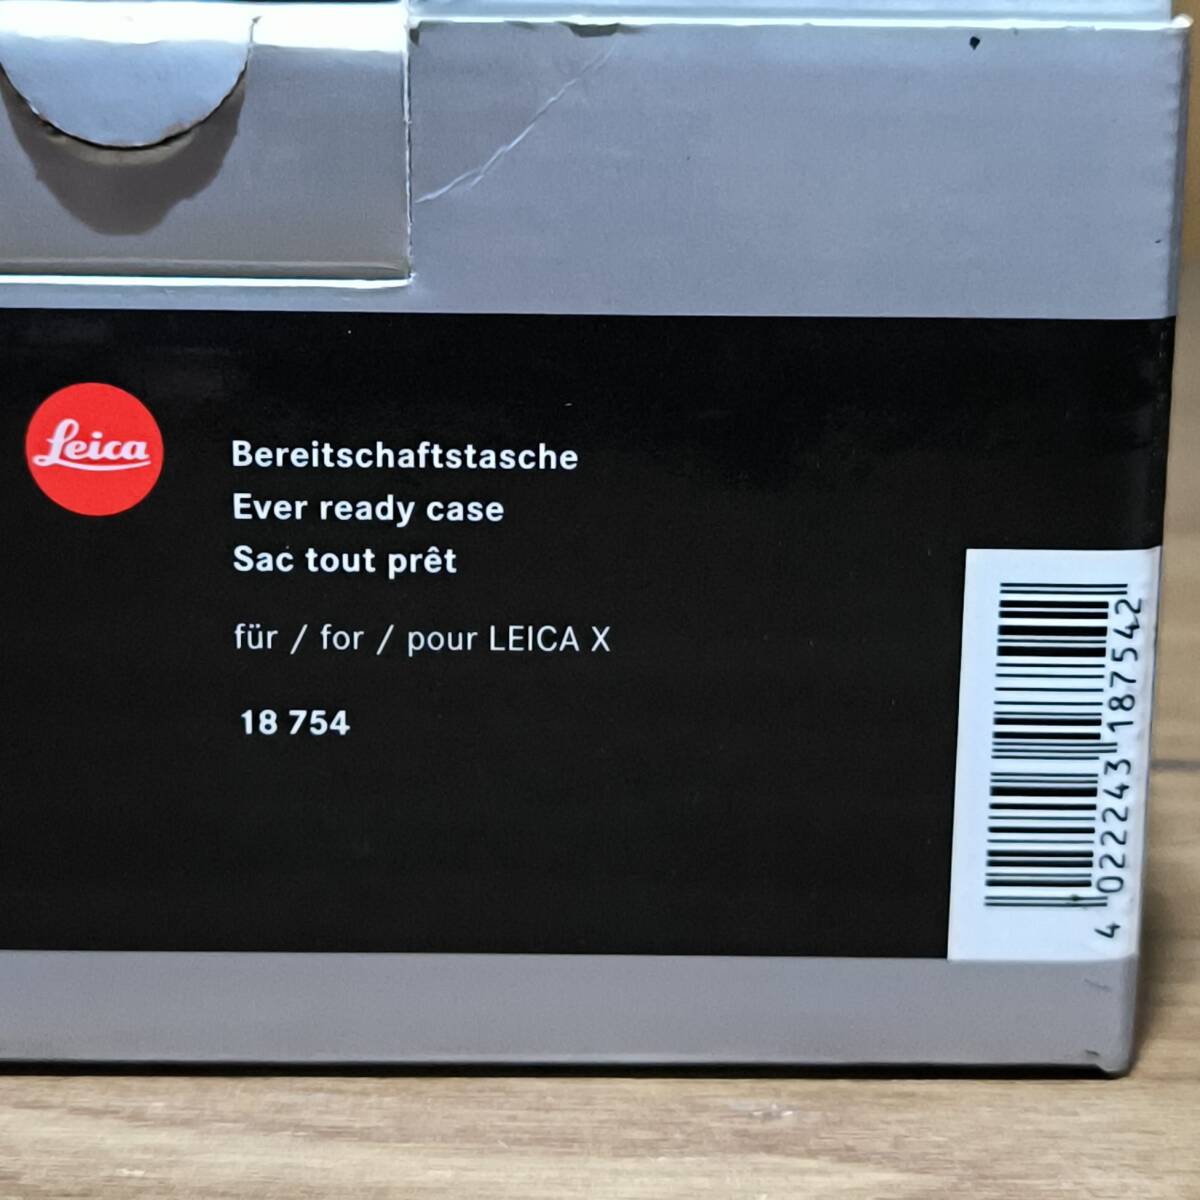 Leica
Bereitschaftstasche
Ever ready case
Sac tout prêt
für / for / pour LEICA X
18 754
4 022243 187542